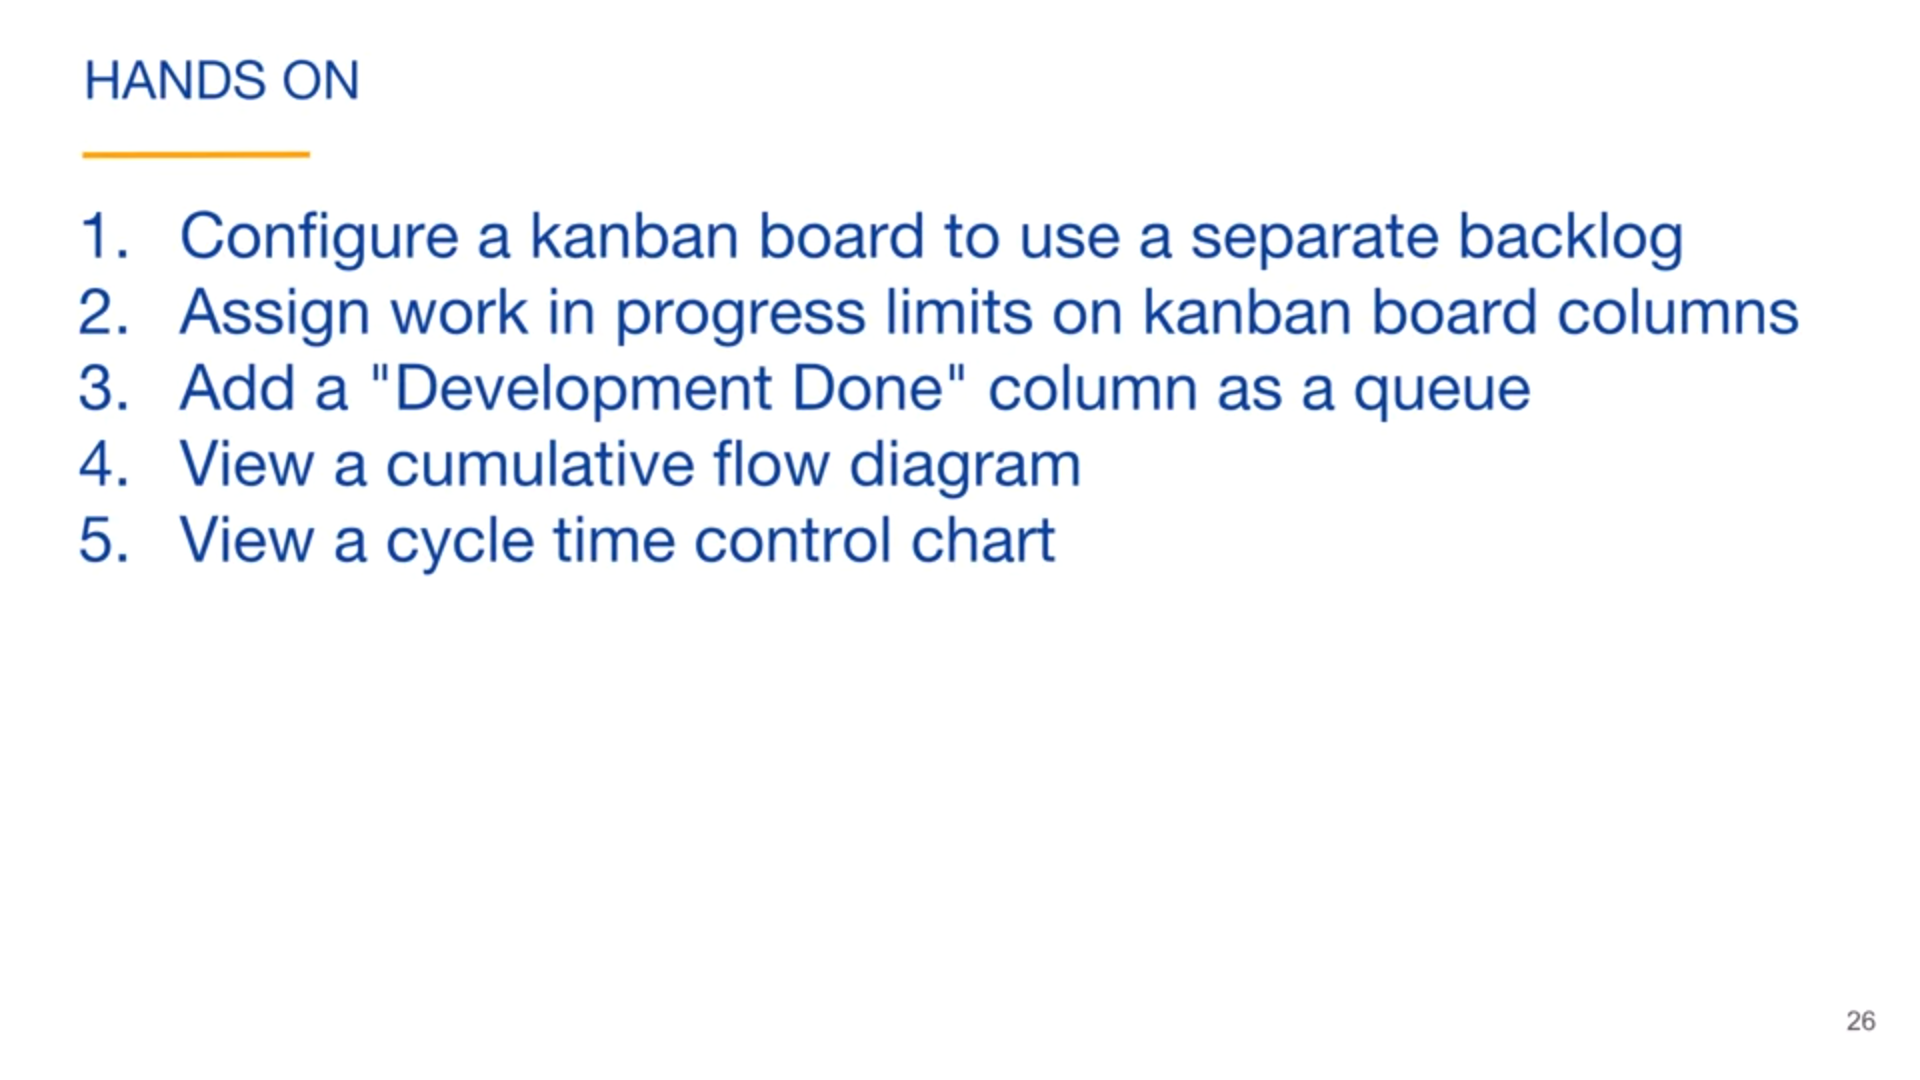 HANDS ON
1. Configure a kanban board to use a separate backlog
2. Assign work in progress limits on kanban board columns
3. Add a "Development Done" column as a queue
4. View a cumulative flow diagram
5. View a cycle time control chart
26